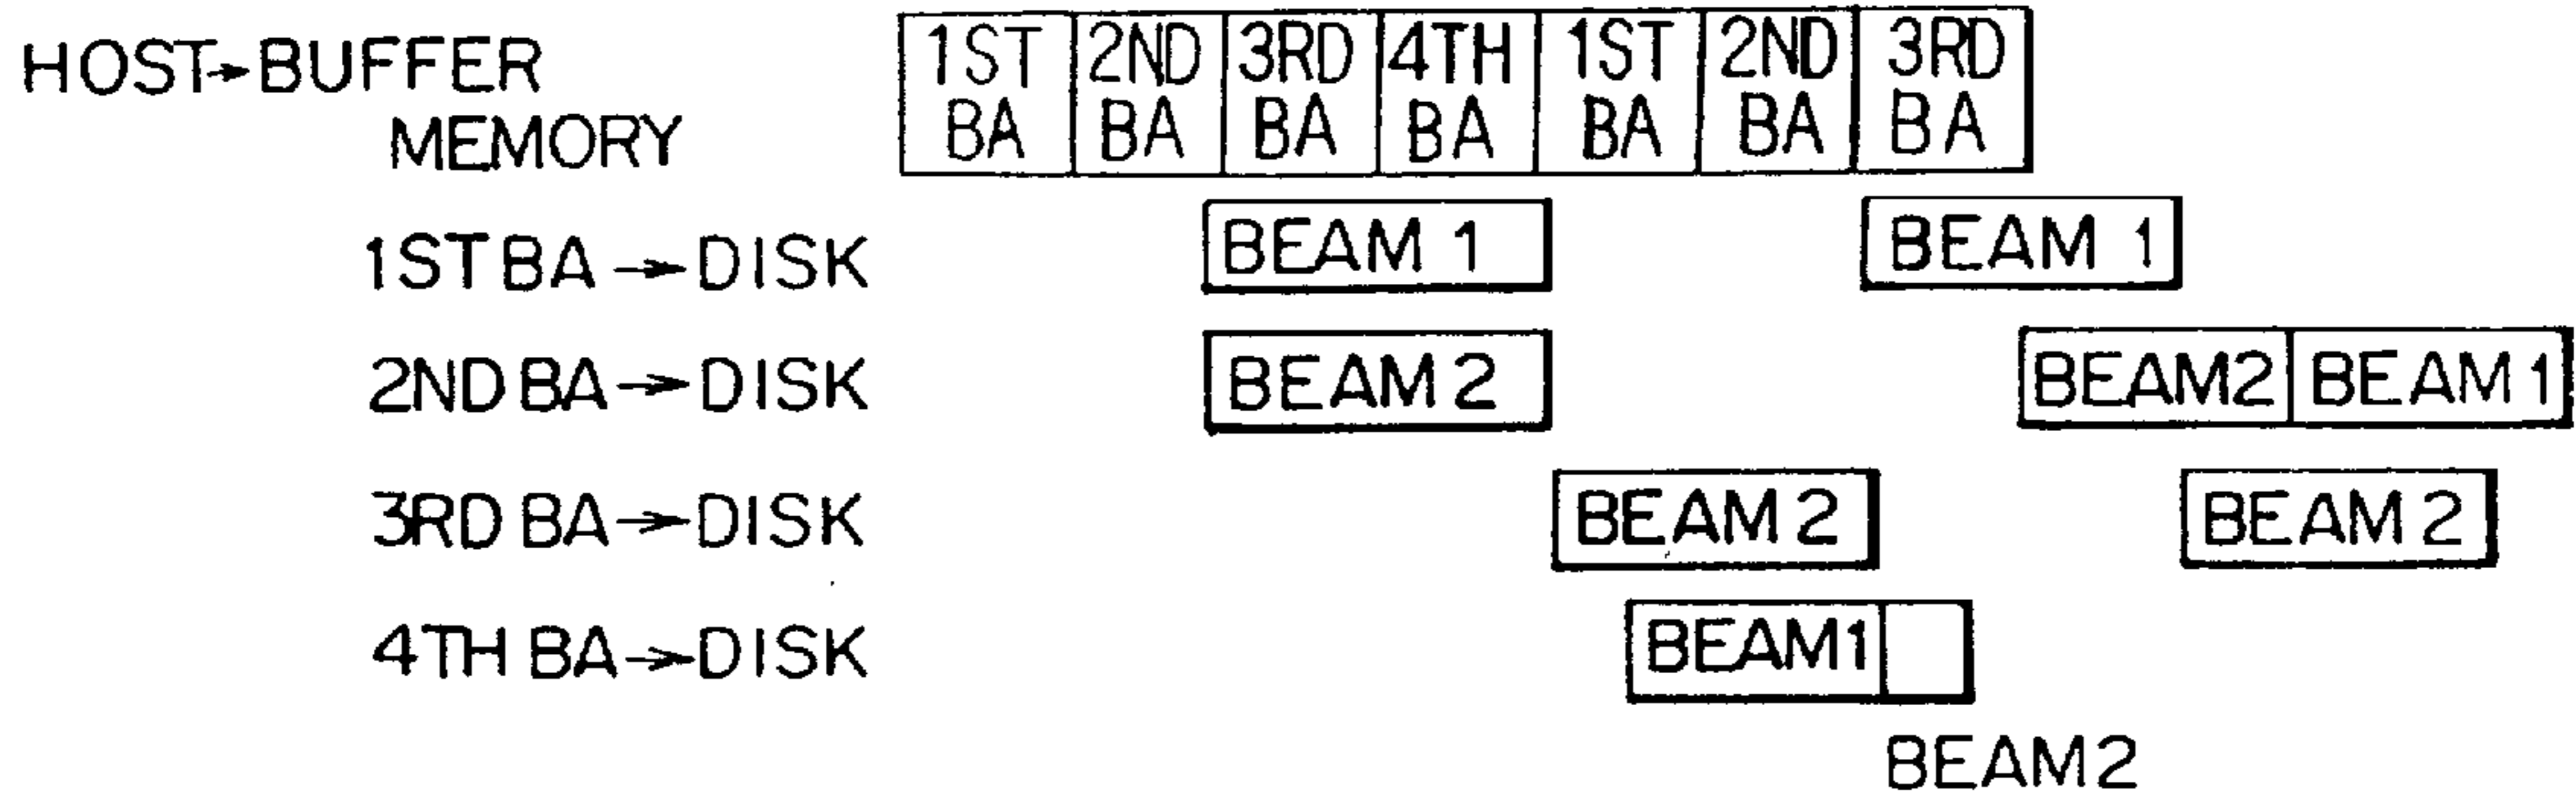 HOST→BUFFER MEMORY
1ST BA 2ND BA 3RD BA 4TH BA 1ST BA 2ND BA 3RD BA
1ST BA → DISK BEAM 1 BEAM 1
2ND BA → DISK BEAM 2 BEAM2 BEAM 1
3RD BA → DISK BEAM 2 BEAM 2
4TH BA → DISK BEAM1
BEAM2